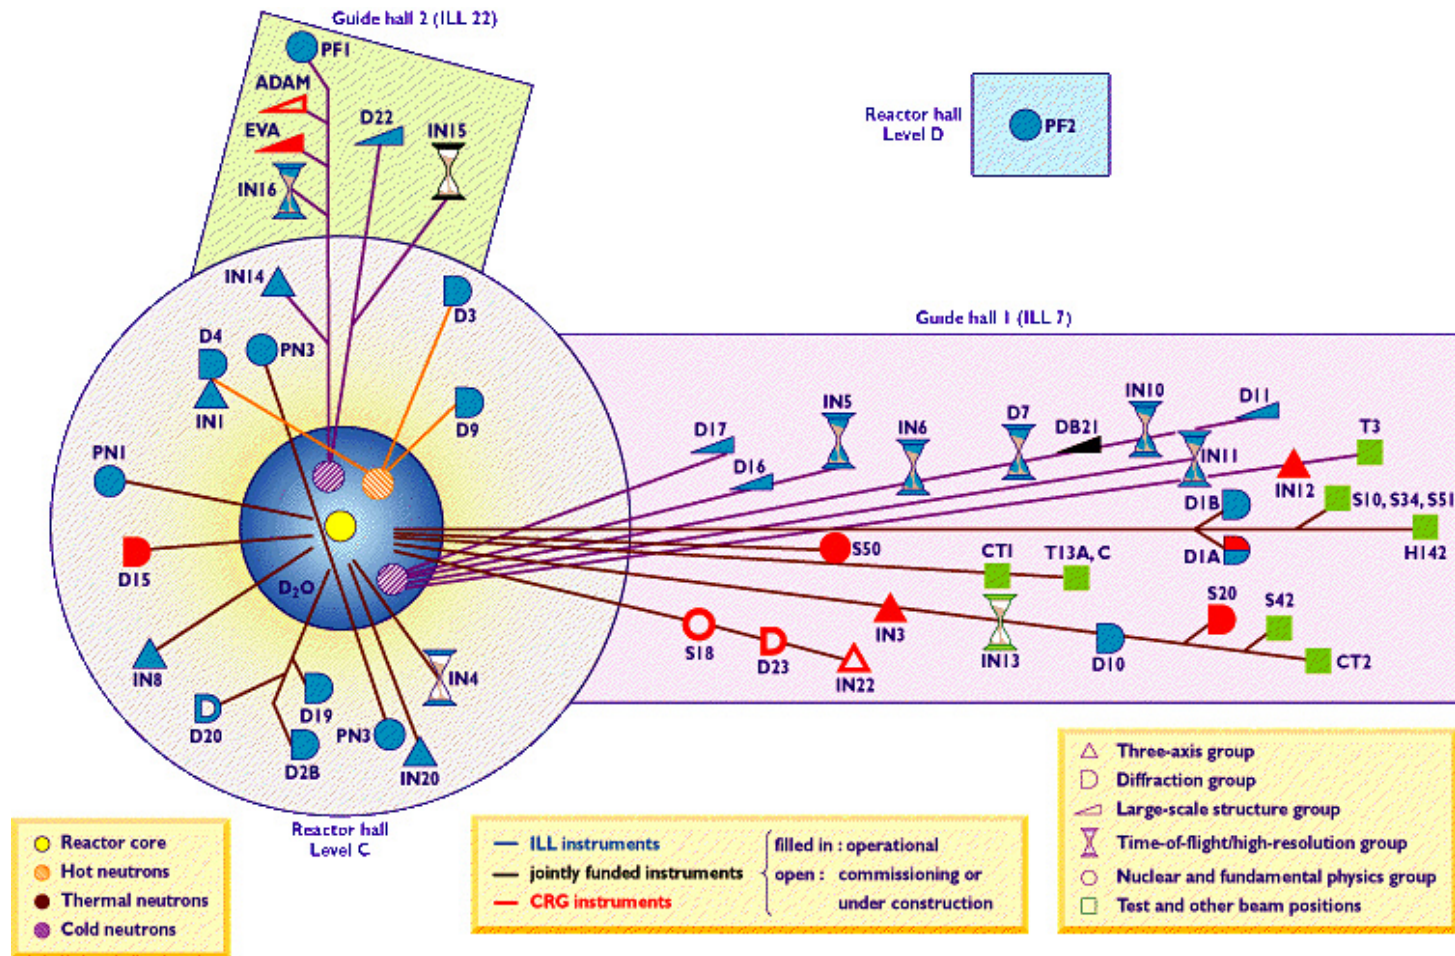 Guide hall 2 (ILL 22)
PF1
ADAM
EVA
D22
IN15
IN16
Reactor hall
Level D
PF2
IN14
D3
D4
PN3
IN1
D9
PN1
D15
D₂O
IN8
D20
D19
D2B
PN3
IN20
IN4
Reactor hall
Level C
Guide hall 1 (ILL 7)
D17
D16
IN5
IN6
D7
DB21
IN10
D11
IN11
T3
IN12
D1B
S10, S34, S51
D1A
H142
S50
CT1
T13A, C
IN3
IN13
D10
S20
S42
CT2
S18
D23
IN22
Reactor core
Hot neutrons
Thermal neutrons
Cold neutrons
ILL instruments
jointly funded instruments
CRG instruments
filled in : operational
open : commissioning or
under construction
Three-axis group
Diffraction group
Large-scale structure group
Time-of-flight/high-resolution group
Nuclear and fundamental physics group
Test and other beam positions